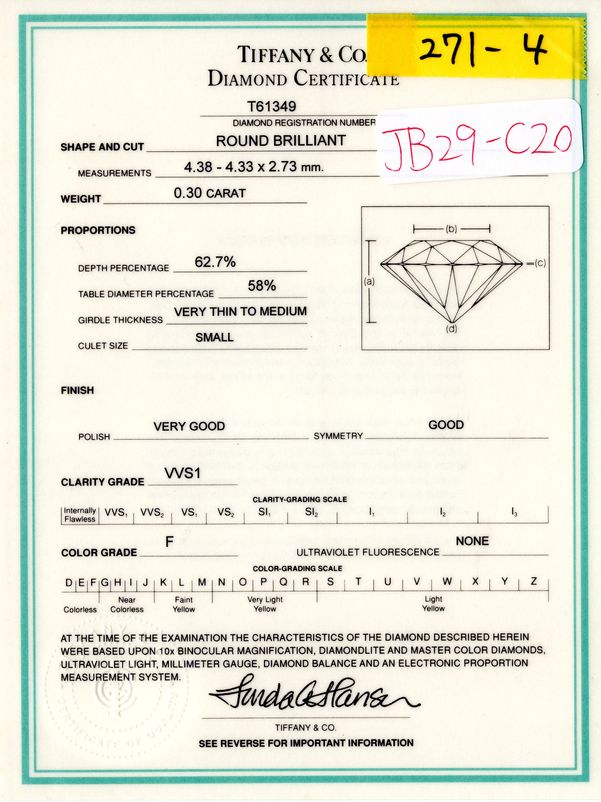 TIFFANY & CO.
271-4
DIAMOND CERTIFICATE
T61349
DIAMOND REGISTRATION NUMBER
JB29-C20
SHAPE AND CUT ROUND BRILLIANT
MEASUREMENTS 4.38 - 4.33 x 2.73 mm.
WEIGHT 0.30 CARAT
PROPORTIONS
DEPTH PERCENTAGE 62.7%
TABLE DIAMETER PERCENTAGE 58%
GIRDLE THICKNESS VERY THIN TO MEDIUM
CULET SIZE SMALL
(b)
(c)
(a)
(d)
FINISH
POLISH VERY GOOD SYMMETRY GOOD
CLARITY GRADE VVS1
CLARITY-GRADING SCALE
Internally Flawless VVS₁ VVS₂ VS₁ VS₂ SI₁ SI₂ I₁ I₂ I₃
COLOR GRADE F ULTRAVIOLET FLUORESCENCE NONE
COLOR-GRADING SCALE
D E F G H I J K L M N O P Q R S T U V W X Y Z
Colorless Near Colorless Faint Yellow Very Light Yellow Light Yellow
AT THE TIME OF THE EXAMINATION THE CHARACTERISTICS OF THE DIAMOND DESCRIBED HEREIN
WERE BASED UPON 10x BINOCULAR MAGNIFICATION, DIAMONDLITE AND MASTER COLOR DIAMONDS,
ULTRAVIOLET LIGHT, MILLIMETER GAUGE, DIAMOND BALANCE AND AN ELECTRONIC PROPORTION
MEASUREMENT SYSTEM.
TIFFANY & CO.
SEE REVERSE FOR IMPORTANT INFORMATION